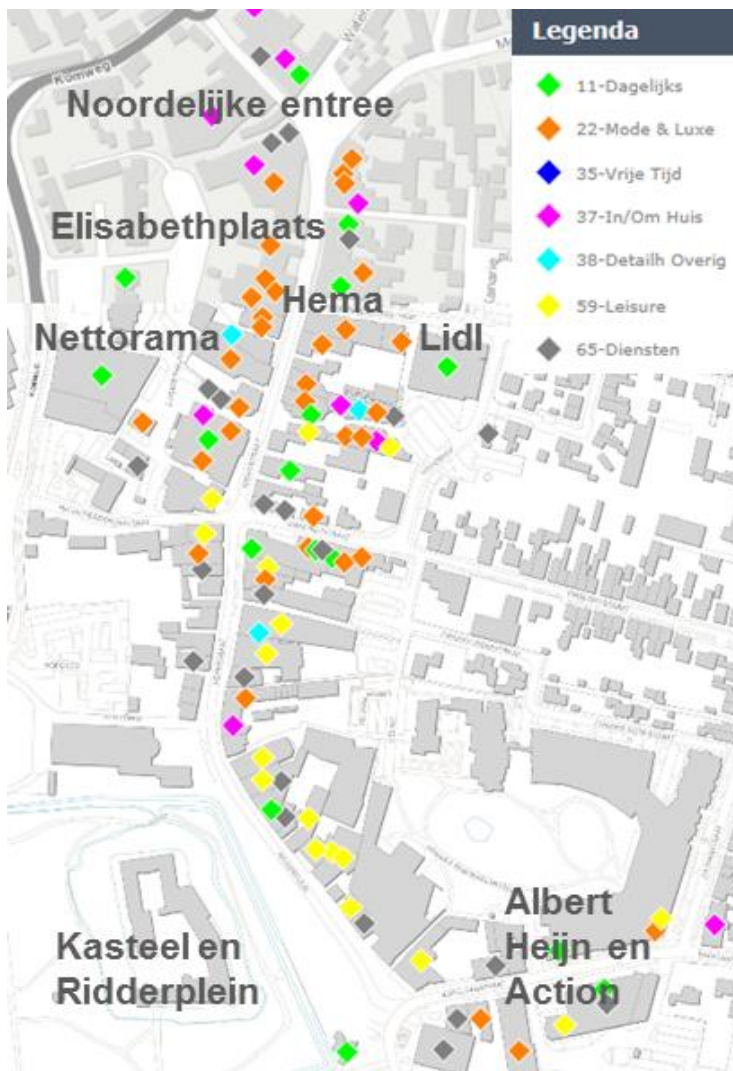 Legenda
11-Dagelijks
22-Mode & Luxe
35-Vrije Tijd
37-In/Om Huis
38-Detailh Overig
59-Leisure
65-Diensten
Komweg
Noordelijke entree
Elisabethplaats
Hema
Nettorama
Lidl
Kasteel en
Ridderplein
Albert
Heijn en
Action